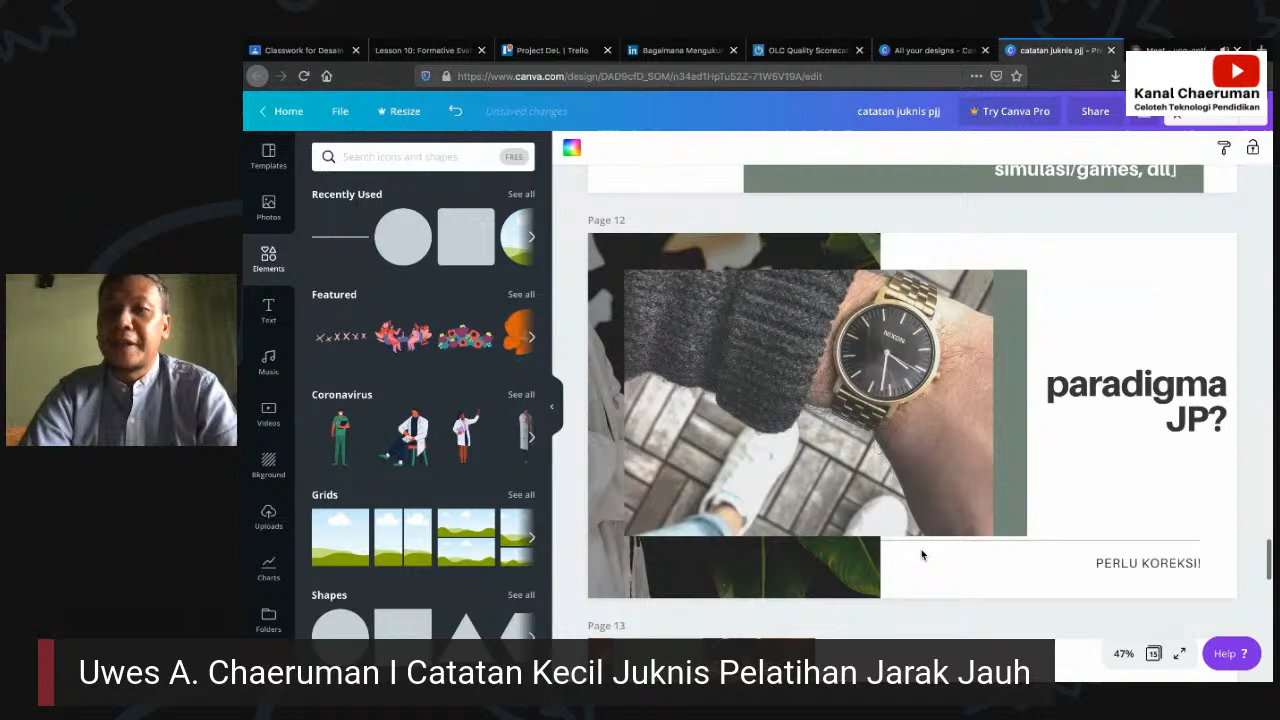 Classwork for Desain
Lesson 10: Formative Eva
Project DeL | Trello
Bagaimana Mengukur
OLC Quality Scoreca
All your designs - Can
catatan juknis pjj - Pre
https://www.canva.com/design/DAD9cfD_SOM/n34ad1HpTu52Z-71W5V19A/edit
Kanal Chaeruman
Celoteh Teknologi Pendidikan
Home
File
Resize
Unsaved changes
catatan juknis pjj
Try Canva Pro
Share
Templates
Photos
Elements
Text
Music
Videos
Bkground
Uploads
Charts
Folders
Search icons and shapes
FREE
Recently Used
See all
Featured
See all
Coronavirus
See all
Grids
See all
Shapes
See all
simulasi/games, dll]
Page 12
NIXON
paradigma
JP?
PERLU KOREKSI!
Page 13
47%
15
Help ?
Uwes A. Chaeruman I Catatan Kecil Juknis Pelatihan Jarak Jauh